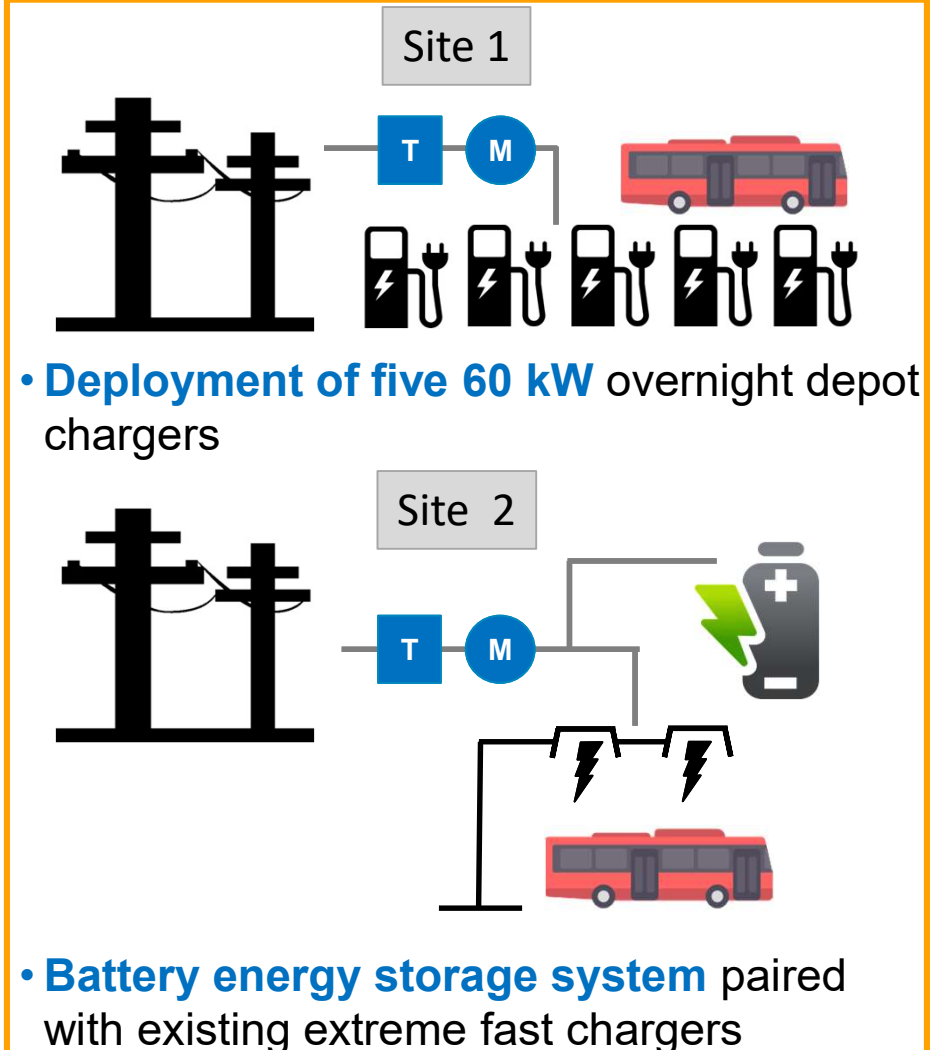 Site 1
T M
• Deployment of five 60 kW overnight depot
chargers
Site 2
T M
• Battery energy storage system paired
with existing extreme fast chargers